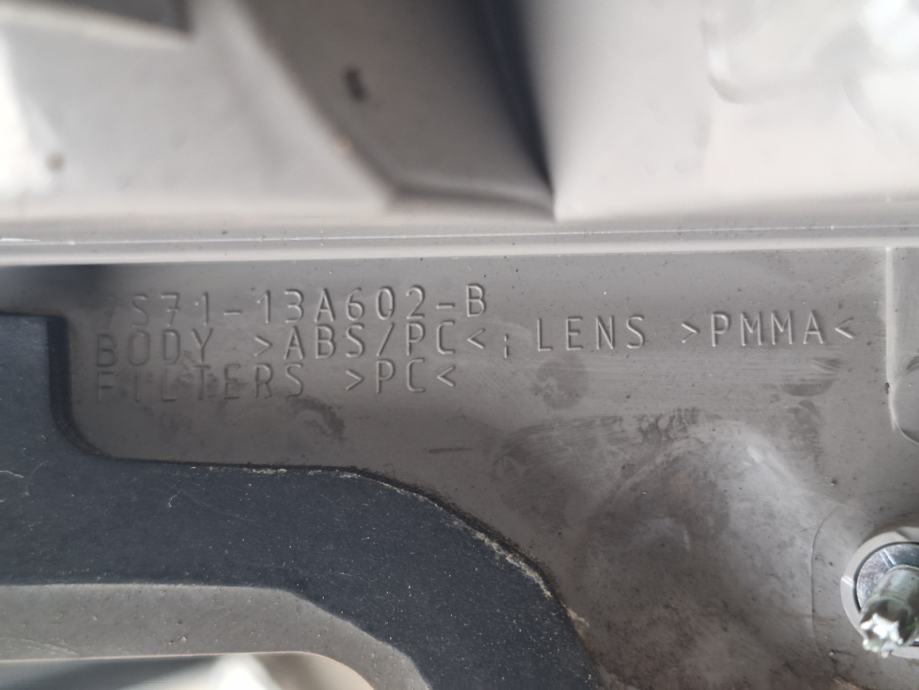 7S71-13A602-B
BODY >ABS/PC<; LENS >PMMA<
FILTERS >PC<